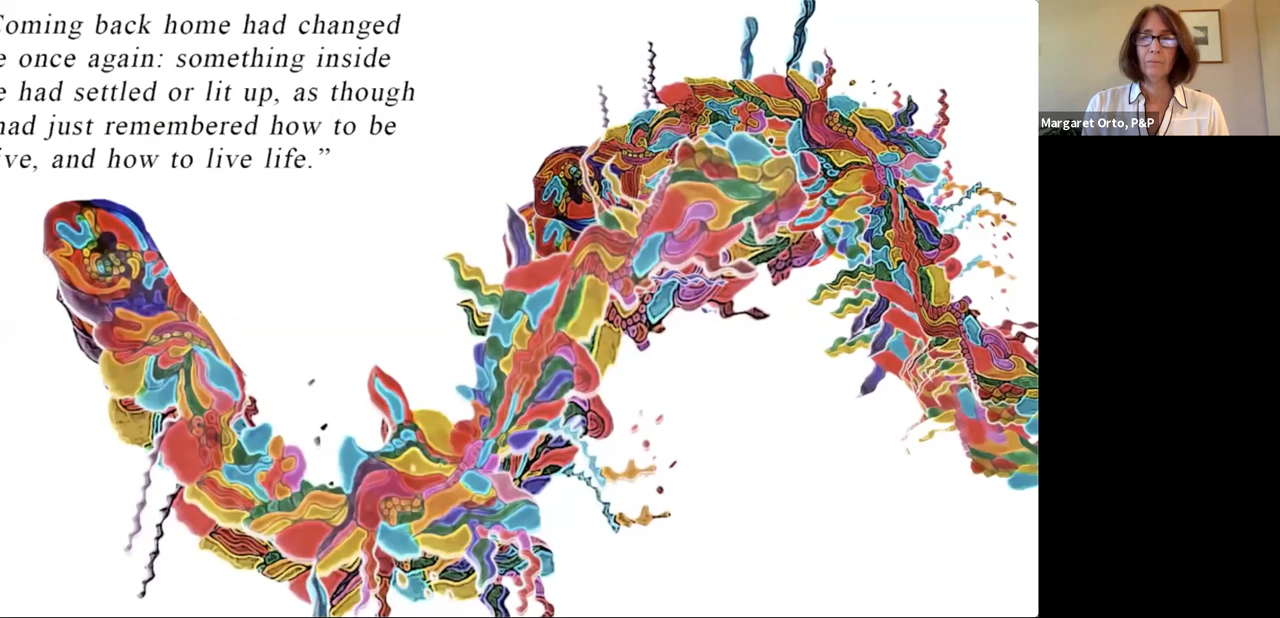 Coming back home had changed
e once again: something inside
e had settled or lit up, as though
had just remembered how to be
ive, and how to live life.”
Margaret Orto, P&P